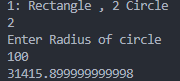 1: Rectangle , 2 Circle
2
Enter Radius of circle
100
31415.899999999998